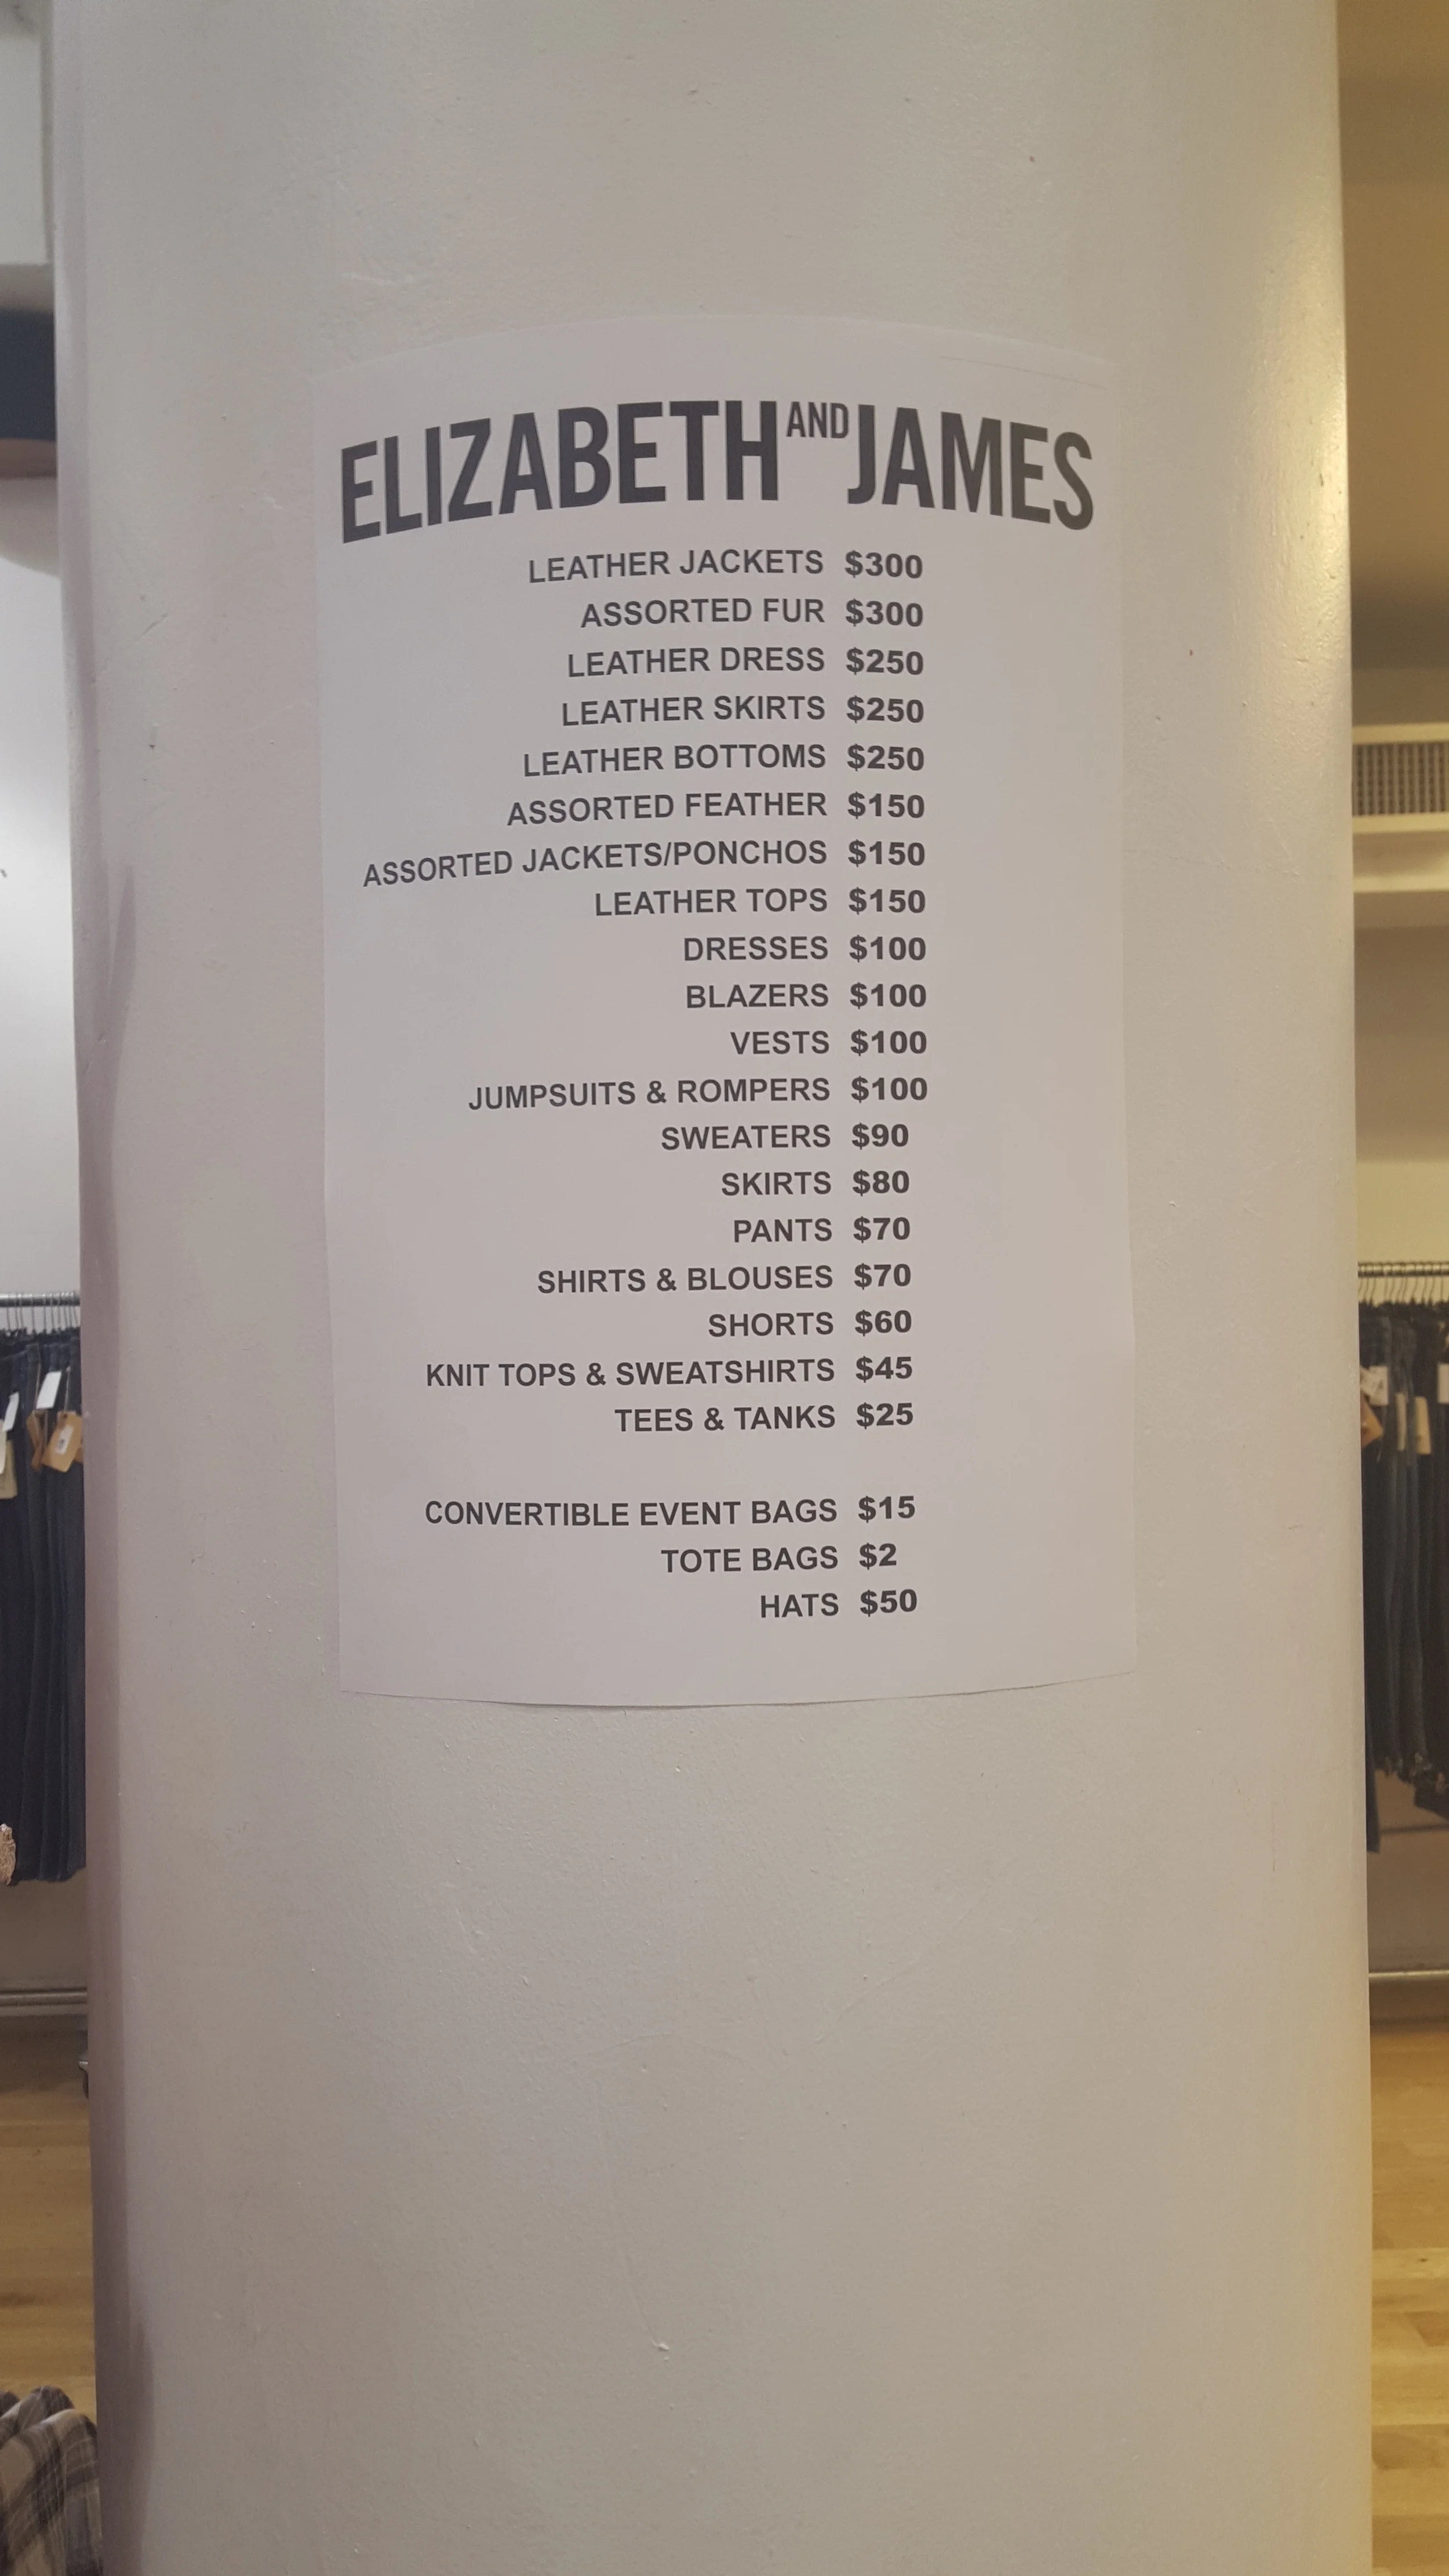 ELIZABETH AND JAMES
LEATHER JACKETS $300
ASSORTED FUR $300
LEATHER DRESS $250
LEATHER SKIRTS $250
LEATHER BOTTOMS $250
ASSORTED FEATHER $150
ASSORTED JACKETS/PONCHOS $150
LEATHER TOPS $150
DRESSES $100
BLAZERS $100
VESTS $100
JUMPSUITS & ROMPERS $100
SWEATERS $90
SKIRTS $80
PANTS $70
SHIRTS & BLOUSES $70
SHORTS $60
KNIT TOPS & SWEATSHIRTS $45
TEES & TANKS $25
CONVERTIBLE EVENT BAGS $15
TOTE BAGS $2
HATS $50